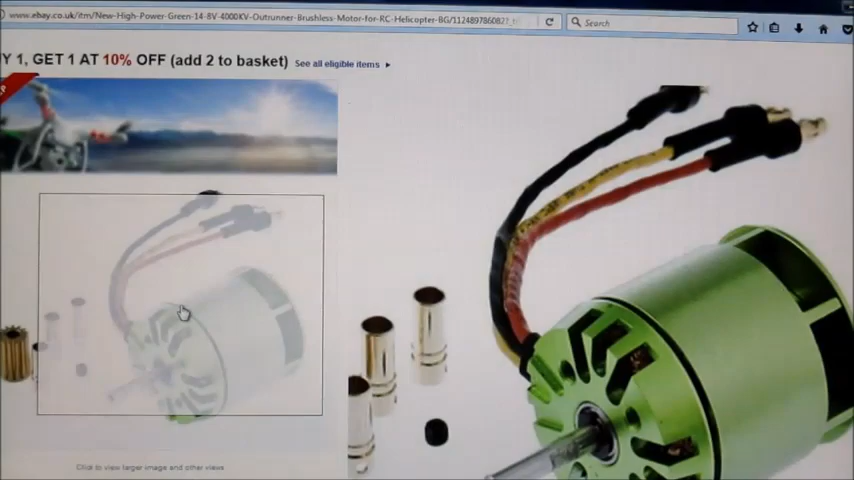 www.ebay.co.uk/itm/New-High-Power-Green-14-8V-4000KV-Outrunner-Brushless-Motor-for-RC-Helicopter-BG/112489786082?
Search
Y 1, GET 1 AT 10% OFF (add 2 to basket) See all eligible items
Click to view larger image and other views